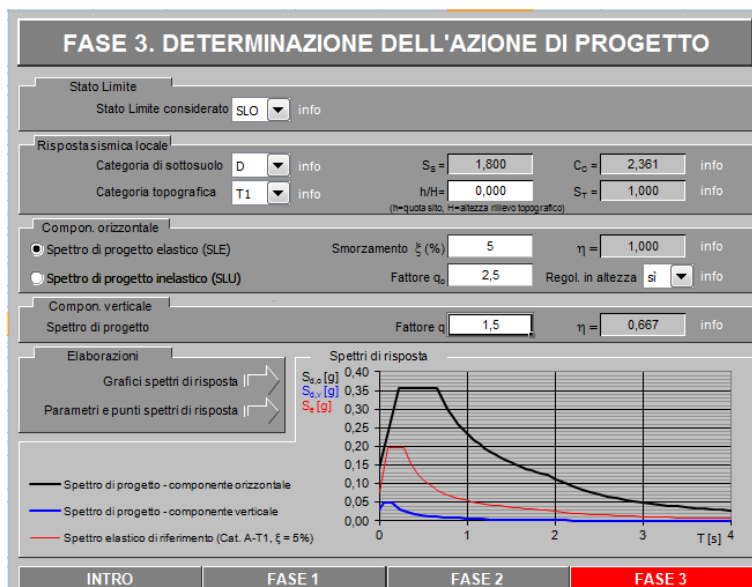 FASE 3. DETERMINAZIONE DELL'AZIONE DI PROGETTO
Stato Limite
Stato Limite considerato SLO info
Risposta sismica locale
Categoria di sottosuolo D info S_S = 1,800 C_C = 2,361 info
Categoria topografica T1 info h/H= 0,000 S_T = 1,000 info
(h=quota sito, H=altezza rilievo topografico)
Compon. orizzontale
Spettro di progetto elastico (SLE) Smorzamento ξ (%) 5 η = 1,000 info
Spettro di progetto inelastico (SLU) Fattore q_o 2,5 Regol. in altezza sì info
Compon. verticale
Spettro di progetto Fattore q 1,5 η = 0,667 info
Elaborazioni
Grafici spettri di risposta
Parametri e punti spettri di risposta
Spettri di risposta
S_d,o [g]
S_d,v [g]
S_e [g]
0,40
0,35
0,30
0,25
0,20
0,15
0,10
0,05
0,00
0 1 2 3 4
T [s]
Spettro di progetto - componente orizzontale
Spettro di progetto - componente verticale
Spettro elastico di riferimento (Cat. A-T1, ξ = 5%)
INTRO FASE 1 FASE 2 FASE 3